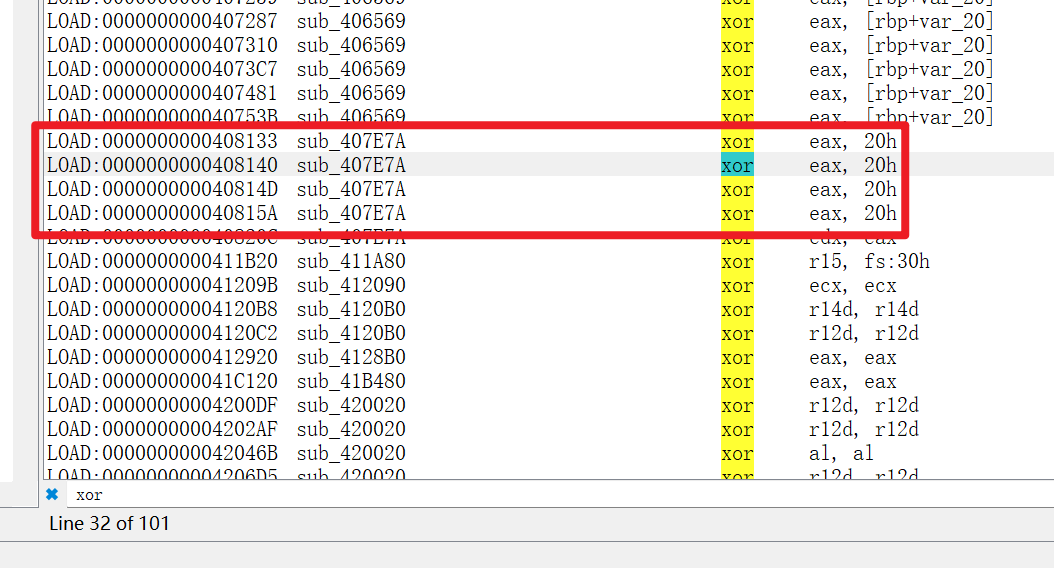 LOAD:0000000000407259 sub_406569 xor eax, [rbp+var_20]
LOAD:0000000000407287 sub_406569 xor eax, [rbp+var_20]
LOAD:0000000000407310 sub_406569 xor eax, [rbp+var_20]
LOAD:00000000004073C7 sub_406569 xor eax, [rbp+var_20]
LOAD:0000000000407481 sub_406569 xor eax, [rbp+var_20]
LOAD:000000000040753B sub_406569 xor eax, [rbp+var_20]
LOAD:0000000000408133 sub_407E7A xor eax, 20h
LOAD:0000000000408140 sub_407E7A xor eax, 20h
LOAD:000000000040814D sub_407E7A xor eax, 20h
LOAD:000000000040815A sub_407E7A xor eax, 20h
LOAD:000000000040820C sub_407E7A xor edx, eax
LOAD:0000000000411B20 sub_411A80 xor r15, fs:30h
LOAD:000000000041209B sub_412090 xor ecx, ecx
LOAD:00000000004120B8 sub_4120B0 xor r14d, r14d
LOAD:00000000004120C2 sub_4120B0 xor r12d, r12d
LOAD:0000000000412920 sub_4128B0 xor eax, eax
LOAD:000000000041C120 sub_41B480 xor eax, eax
LOAD:00000000004200DF sub_420020 xor r12d, r12d
LOAD:00000000004202AF sub_420020 xor r12d, r12d
LOAD:000000000042046B sub_420020 xor al, al
LOAD:00000000004206D5 sub_420020 xor r12d, r12d
xor
Line 32 of 101